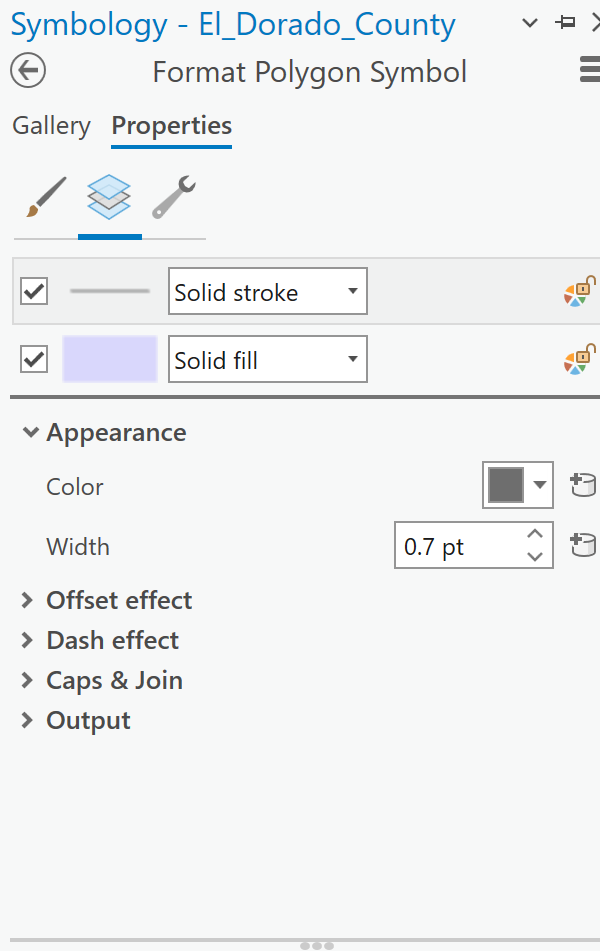 Symbology - El_Dorado_County
Format Polygon Symbol
Gallery Properties
Solid stroke
Solid fill
Appearance
Color
Width 0.7 pt
Offset effect
Dash effect
Caps & Join
Output